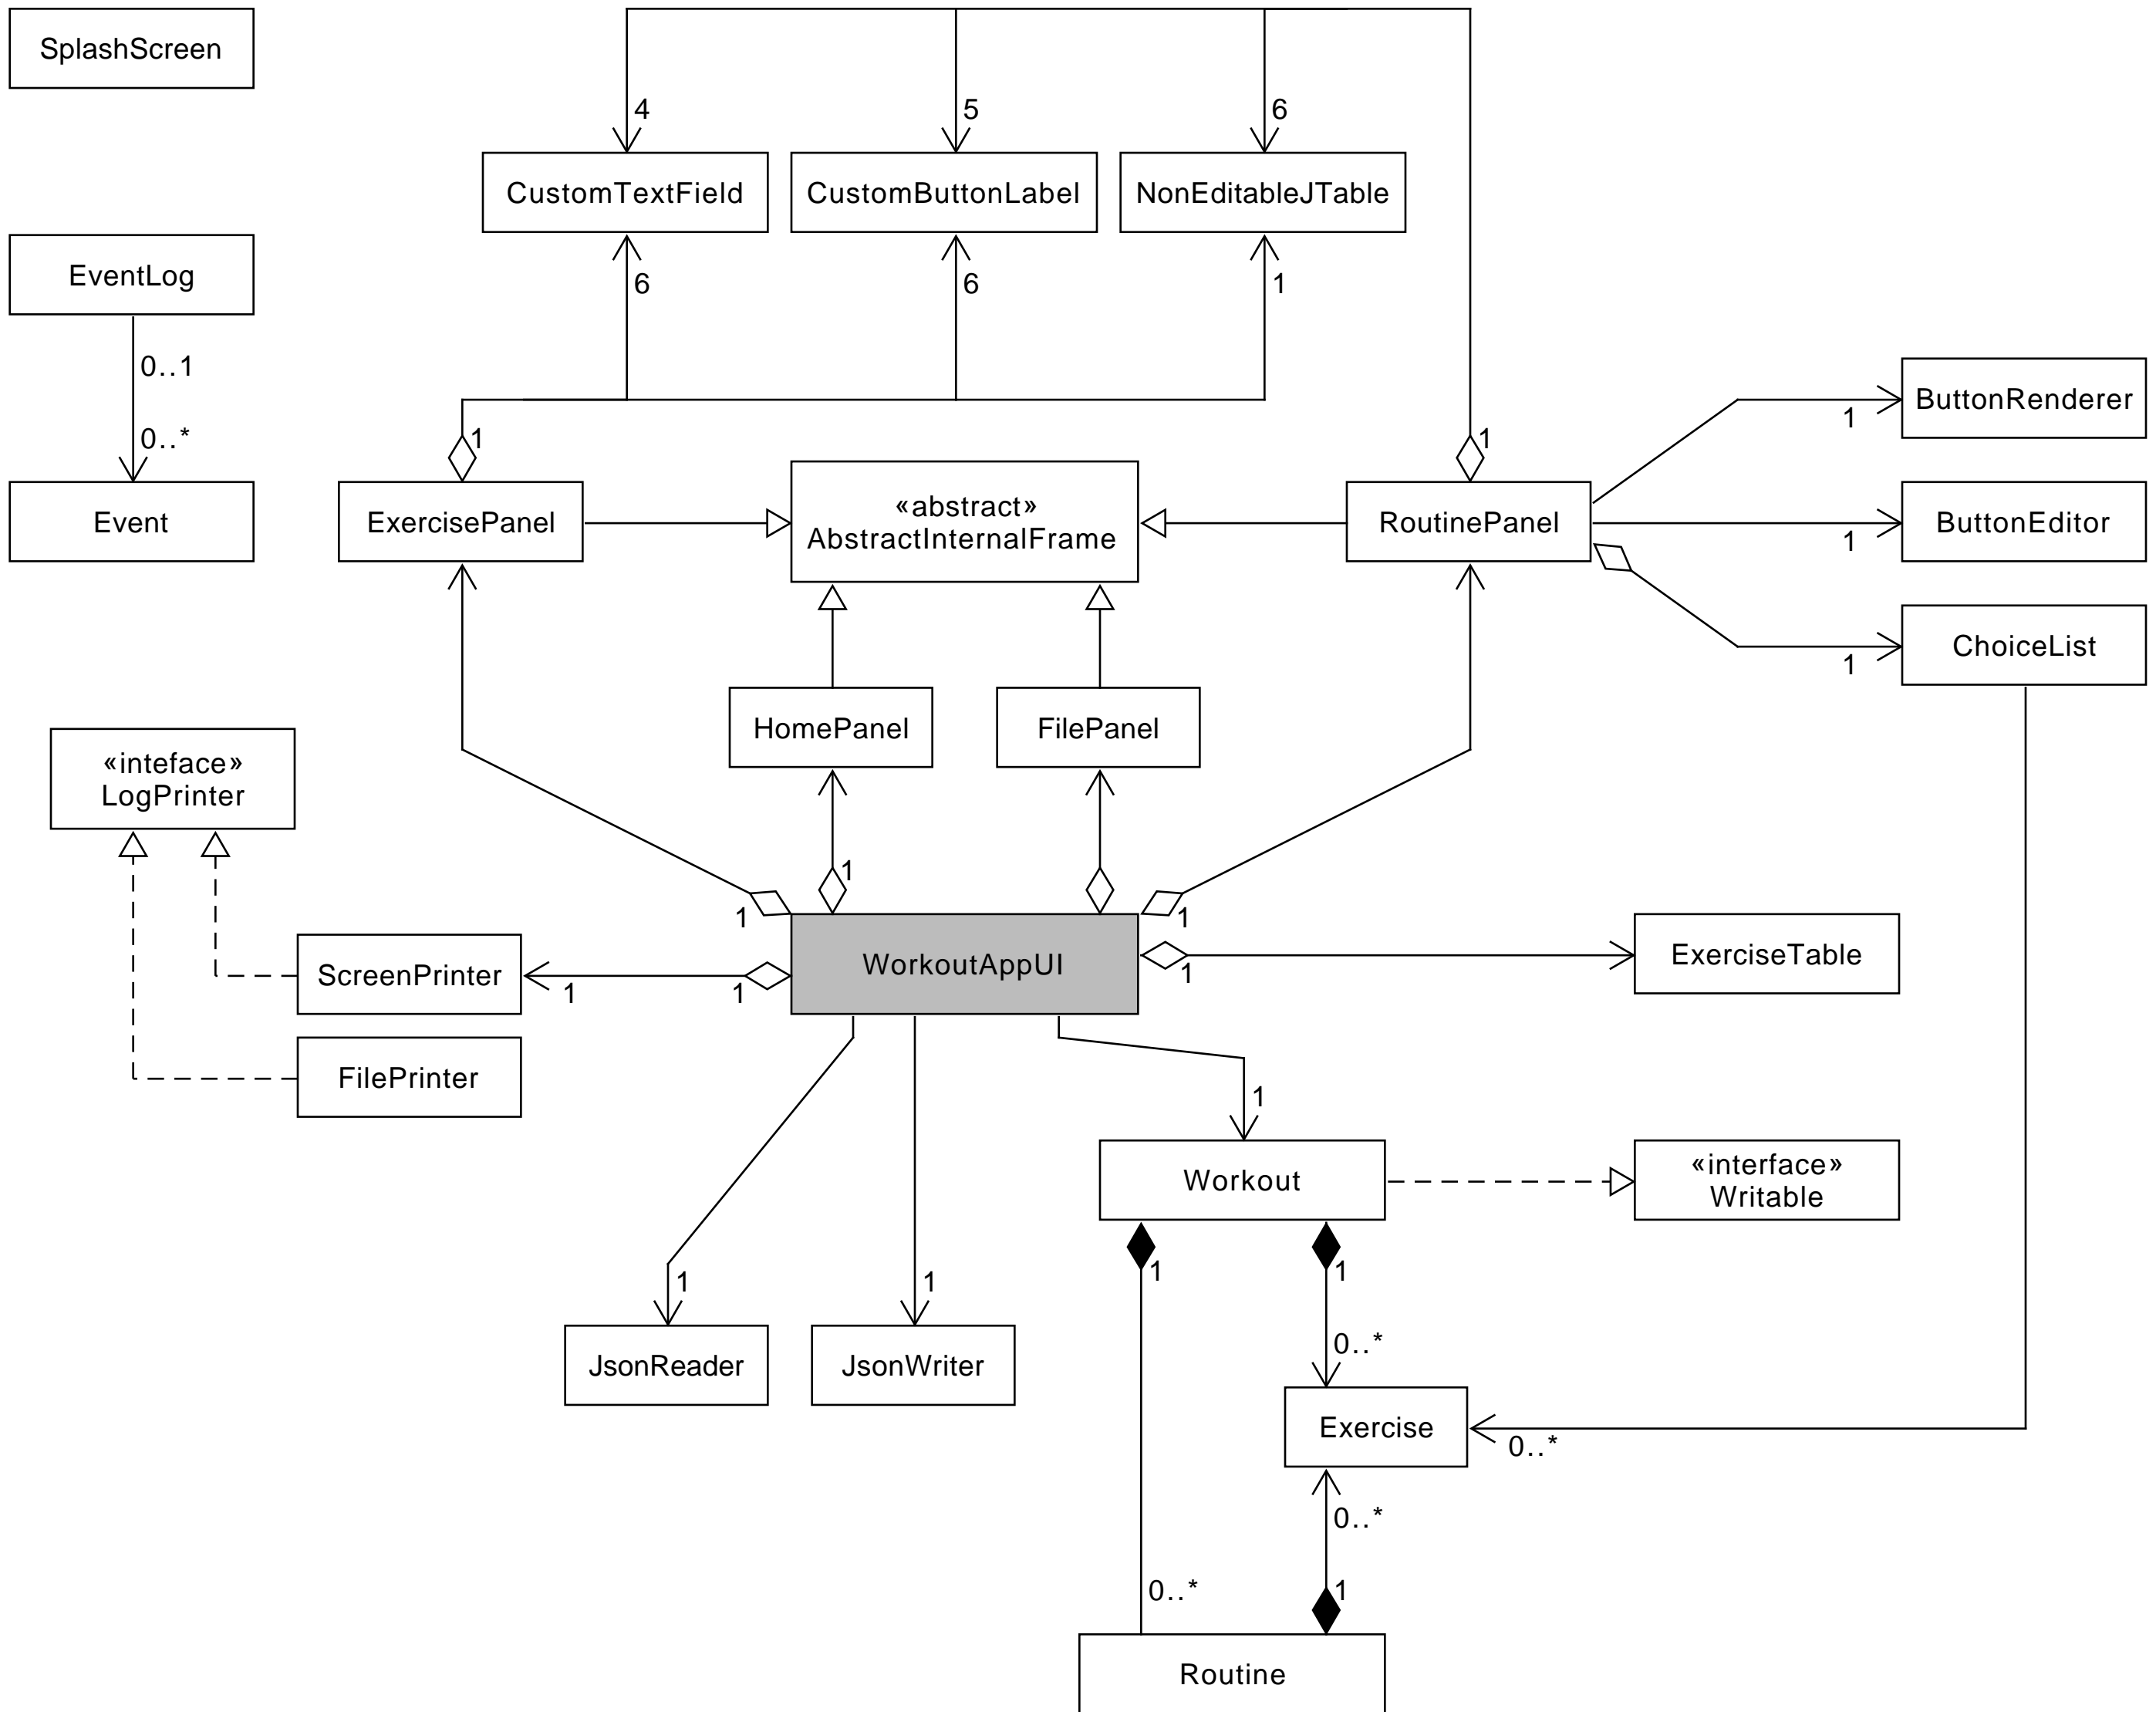 SplashScreen
4
5
6
CustomTextField
CustomButtonLabel
NonEditableJTable
EventLog
6
6
1
0..1
0..*
1
1
ButtonRenderer
1
Event
ExercisePanel
«abstract»
AbstractInternalFrame
RoutinePanel
ButtonEditor
1
ChoiceList
1
HomePanel
FilePanel
«inteface»
LogPrinter
1
1
1
ScreenPrinter
1
1
WorkoutAppUI
1
ExerciseTable
FilePrinter
1
Workout
«interface»
Writable
1
1
1
1
0..*
JsonReader
JsonWriter
Exercise
0..*
0..*
0..*
1
Routine